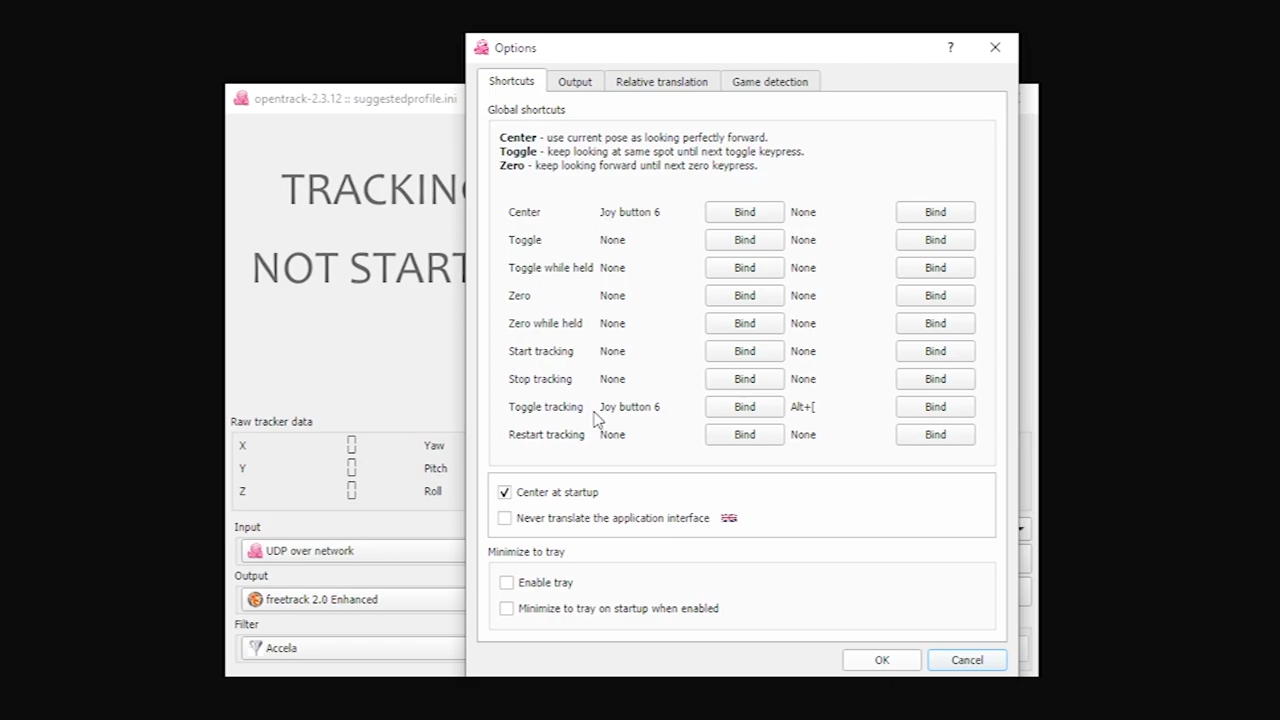 Options
?
Shortcuts Output Relative translation Game detection
opentrack-2.3.12 :: suggestedprofile.ini
Global shortcuts
Center - use current pose as looking perfectly forward.
Toggle - keep looking at same spot until next toggle keypress.
Zero - keep looking forward until next zero keypress.
TRACKING
NOT START
Center Joy button 6 Bind None Bind
Toggle None Bind None Bind
Toggle while held None Bind None Bind
Zero None Bind None Bind
Zero while held None Bind None Bind
Start tracking None Bind None Bind
Stop tracking None Bind None Bind
Toggle tracking Joy button 6 Bind Alt+[ Bind
Restart tracking None Bind None Bind
Raw tracker data
X Yaw
Y Pitch
Z Roll
Center at startup
Never translate the application interface
Input
UDP over network
Minimize to tray
Output
Enable tray
freetrack 2.0 Enhanced
Minimize to tray on startup when enabled
Filter
Accela
OK Cancel